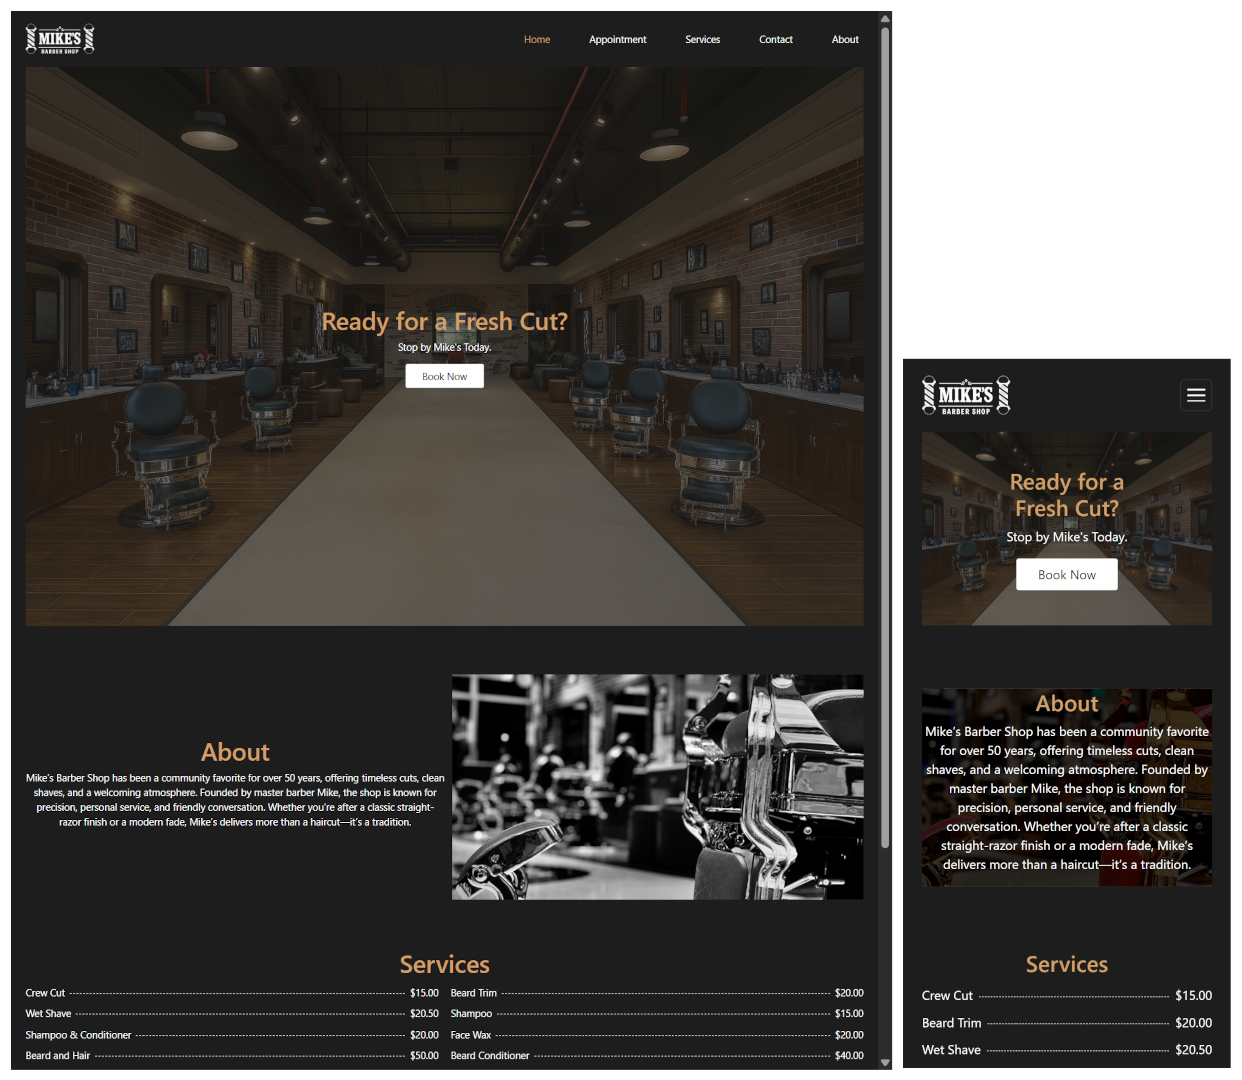 MIKE'S
BARBER SHOP
Home Appointment Services Contact About
Ready for a Fresh Cut?
Stop by Mike's Today.
Book Now
About
Mike's Barber Shop has been a community favorite for over 50 years, offering timeless cuts, clean
shaves, and a welcoming atmosphere. Founded by master barber Mike, the shop is known for
precision, personal service, and friendly conversation. Whether you're after a classic straight-
razor finish or a modern fade, Mike's delivers more than a haircut—it's a tradition.
Services
Crew Cut $15.00
Beard Trim $20.00
Wet Shave $20.50
Shampoo $15.00
Shampoo & Conditioner $20.00
Face Wax $20.00
Beard and Hair $50.00
Beard Conditioner $40.00
MIKE'S
BARBER SHOP
Ready for a
Fresh Cut?
Stop by Mike's Today.
Book Now
About
Mike's Barber Shop has been a community favorite
for over 50 years, offering timeless cuts, clean
shaves, and a welcoming atmosphere. Founded by
master barber Mike, the shop is known for
precision, personal service, and friendly
conversation. Whether you're after a classic
straight-razor finish or a modern fade, Mike's
delivers more than a haircut—it's a tradition.
Services
Crew Cut $15.00
Beard Trim $20.00
Wet Shave $20.50